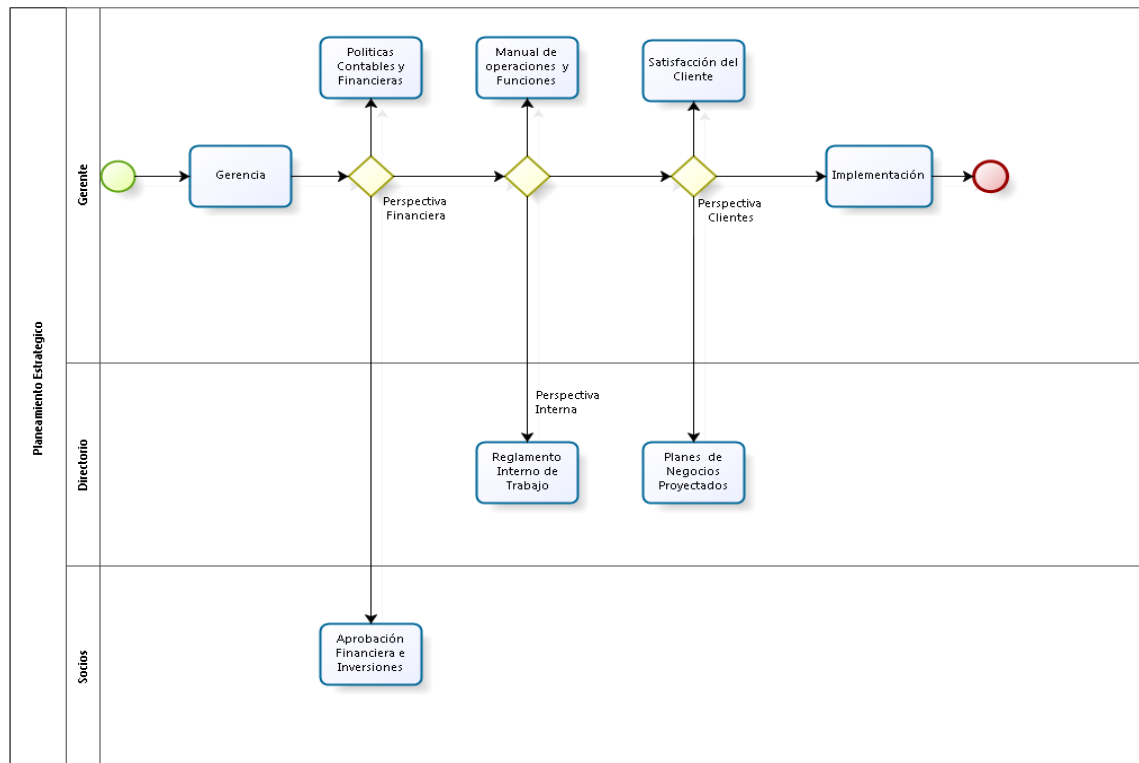 Planeamiento Estrategico
Gerente
Politicas
Contables y
Financieras
Manual de
operaciones y
Funciones
Satisfacción del
Cliente
Gerencia
Implementación
Perspectiva
Financiera
Perspectiva
Clientes
Directorio
Perspectiva
Interna
Reglamento
Interno de
Trabajo
Planes de
Negocios
Proyectados
Socios
Aprobación
Financiera e
Inversiones